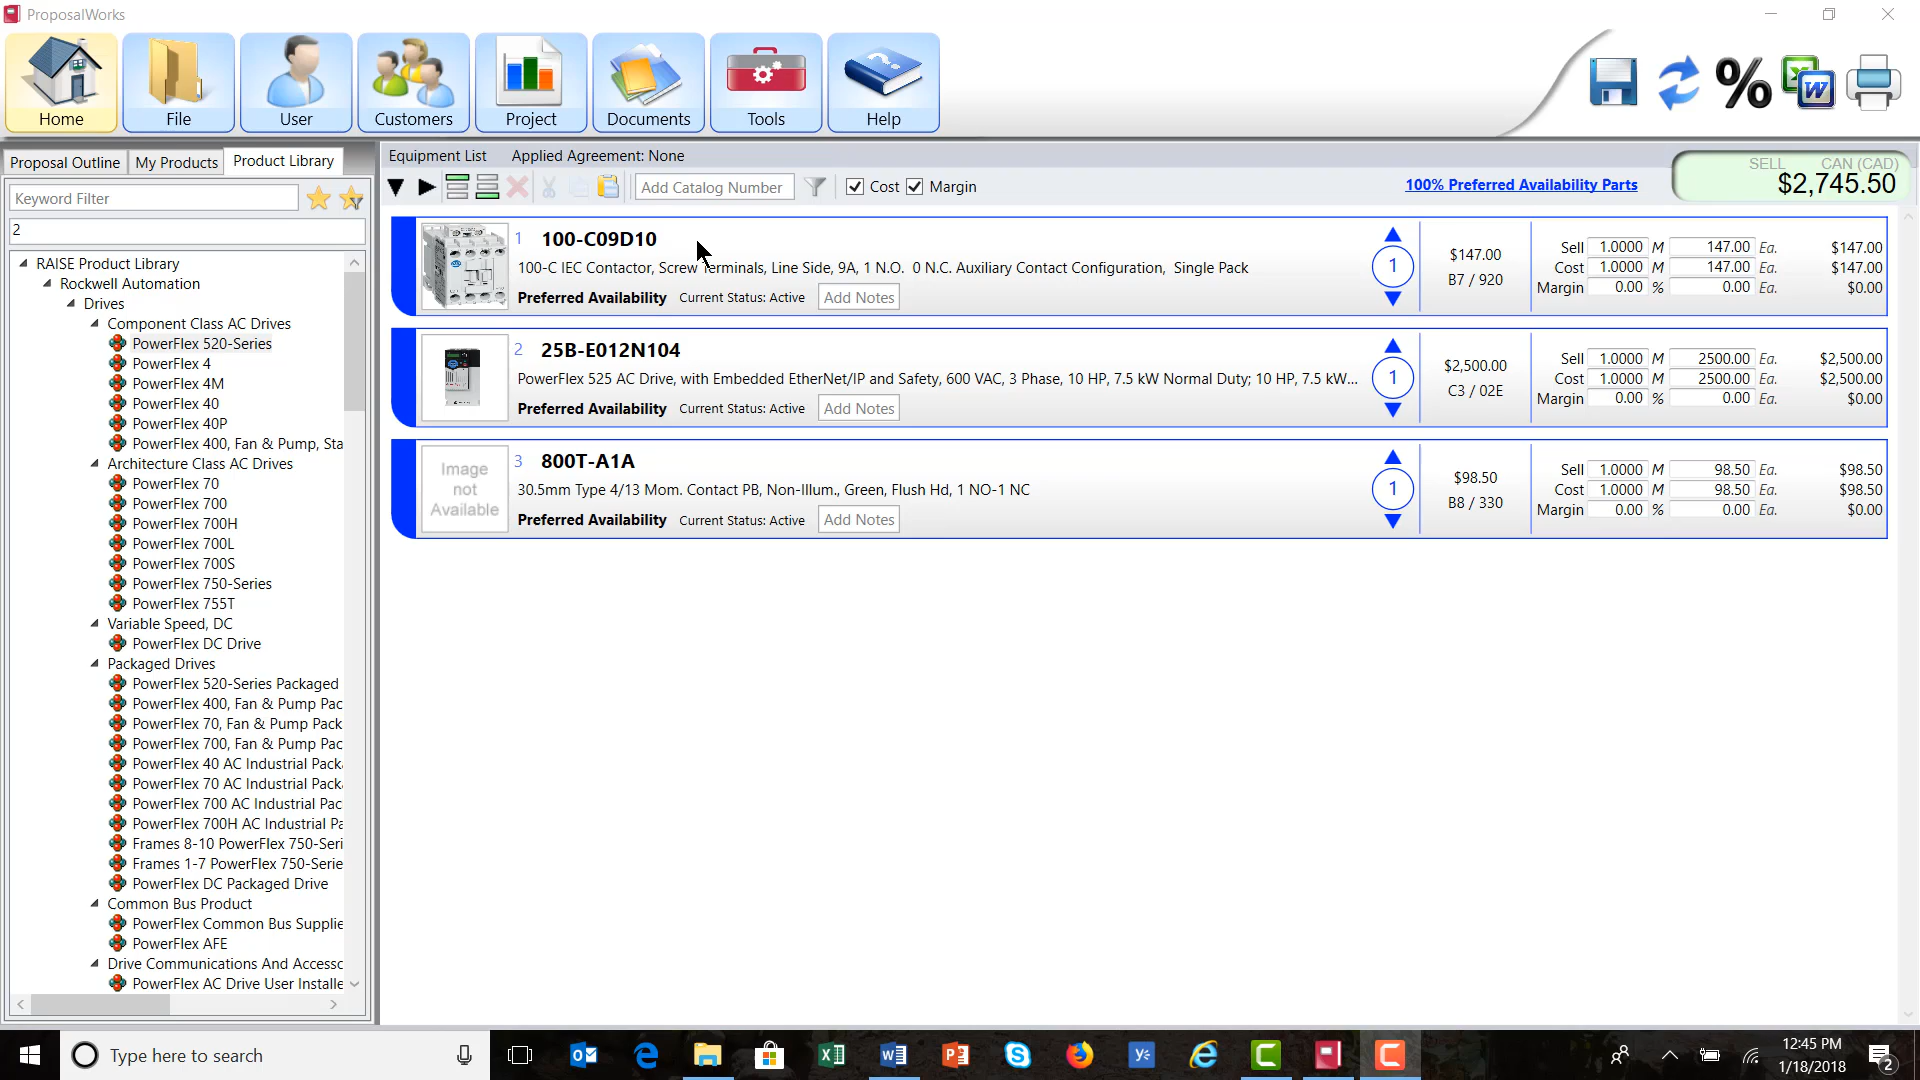 ProposalWorks
Home
File
User
Customers
Project
Documents
Tools
Help
Proposal Outline
My Products
Product Library
Keyword Filter
2
RAISE Product Library
Rockwell Automation
Drives
Component Class AC Drives
PowerFlex 520-Series
PowerFlex 4
PowerFlex 4M
PowerFlex 40
PowerFlex 40P
PowerFlex 400, Fan & Pump, Sta
Architecture Class AC Drives
PowerFlex 70
PowerFlex 700
PowerFlex 700H
PowerFlex 700L
PowerFlex 700S
PowerFlex 750-Series
PowerFlex 755T
Variable Speed, DC
PowerFlex DC Drive
Packaged Drives
PowerFlex 520-Series Packaged
PowerFlex 400, Fan & Pump Pac
PowerFlex 70, Fan & Pump Pack
PowerFlex 700, Fan & Pump Pac
PowerFlex 40 AC Industrial Pack
PowerFlex 70 AC Industrial Pack
PowerFlex 700 AC Industrial Pac
PowerFlex 700H AC Industrial Pa
Frames 8-10 PowerFlex 750-Seri
Frames 1-7 PowerFlex 750-Serie
PowerFlex DC Packaged Drive
Common Bus Product
PowerFlex Common Bus Supplie
PowerFlex AFE
Drive Communications And Accesso
PowerFlex AC Drive User Installe
Equipment List Applied Agreement: None
Add Catalog Number
Cost
Margin
100% Preferred Availability Parts
SELL CAN (CAD)
$2,745.50
1 100-C09D10
100-C IEC Contactor, Screw Terminals, Line Side, 9A, 1 N.O. 0 N.C. Auxiliary Contact Configuration, Single Pack
Preferred Availability Current Status: Active Add Notes
1
$147.00
B7 / 920
Sell 1.0000 M 147.00 Ea. $147.00
Cost 1.0000 M 147.00 Ea. $147.00
Margin 0.00 % 0.00 Ea. $0.00
2 25B-E012N104
PowerFlex 525 AC Drive, with Embedded EtherNet/IP and Safety, 600 VAC, 3 Phase, 10 HP, 7.5 kW Normal Duty; 10 HP, 7.5 kW...
Preferred Availability Current Status: Active Add Notes
1
$2,500.00
C3 / 02E
Sell 1.0000 M 2500.00 Ea. $2,500.00
Cost 1.0000 M 2500.00 Ea. $2,500.00
Margin 0.00 % 0.00 Ea. $0.00
Image
not
Available
3 800T-A1A
30.5mm Type 4/13 Mom. Contact PB, Non-Illum., Green, Flush Hd, 1 NO-1 NC
Preferred Availability Current Status: Active Add Notes
1
$98.50
B8 / 330
Sell 1.0000 M 98.50 Ea. $98.50
Cost 1.0000 M 98.50 Ea. $98.50
Margin 0.00 % 0.00 Ea. $0.00
Type here to search
12:45 PM
1/18/2018
2